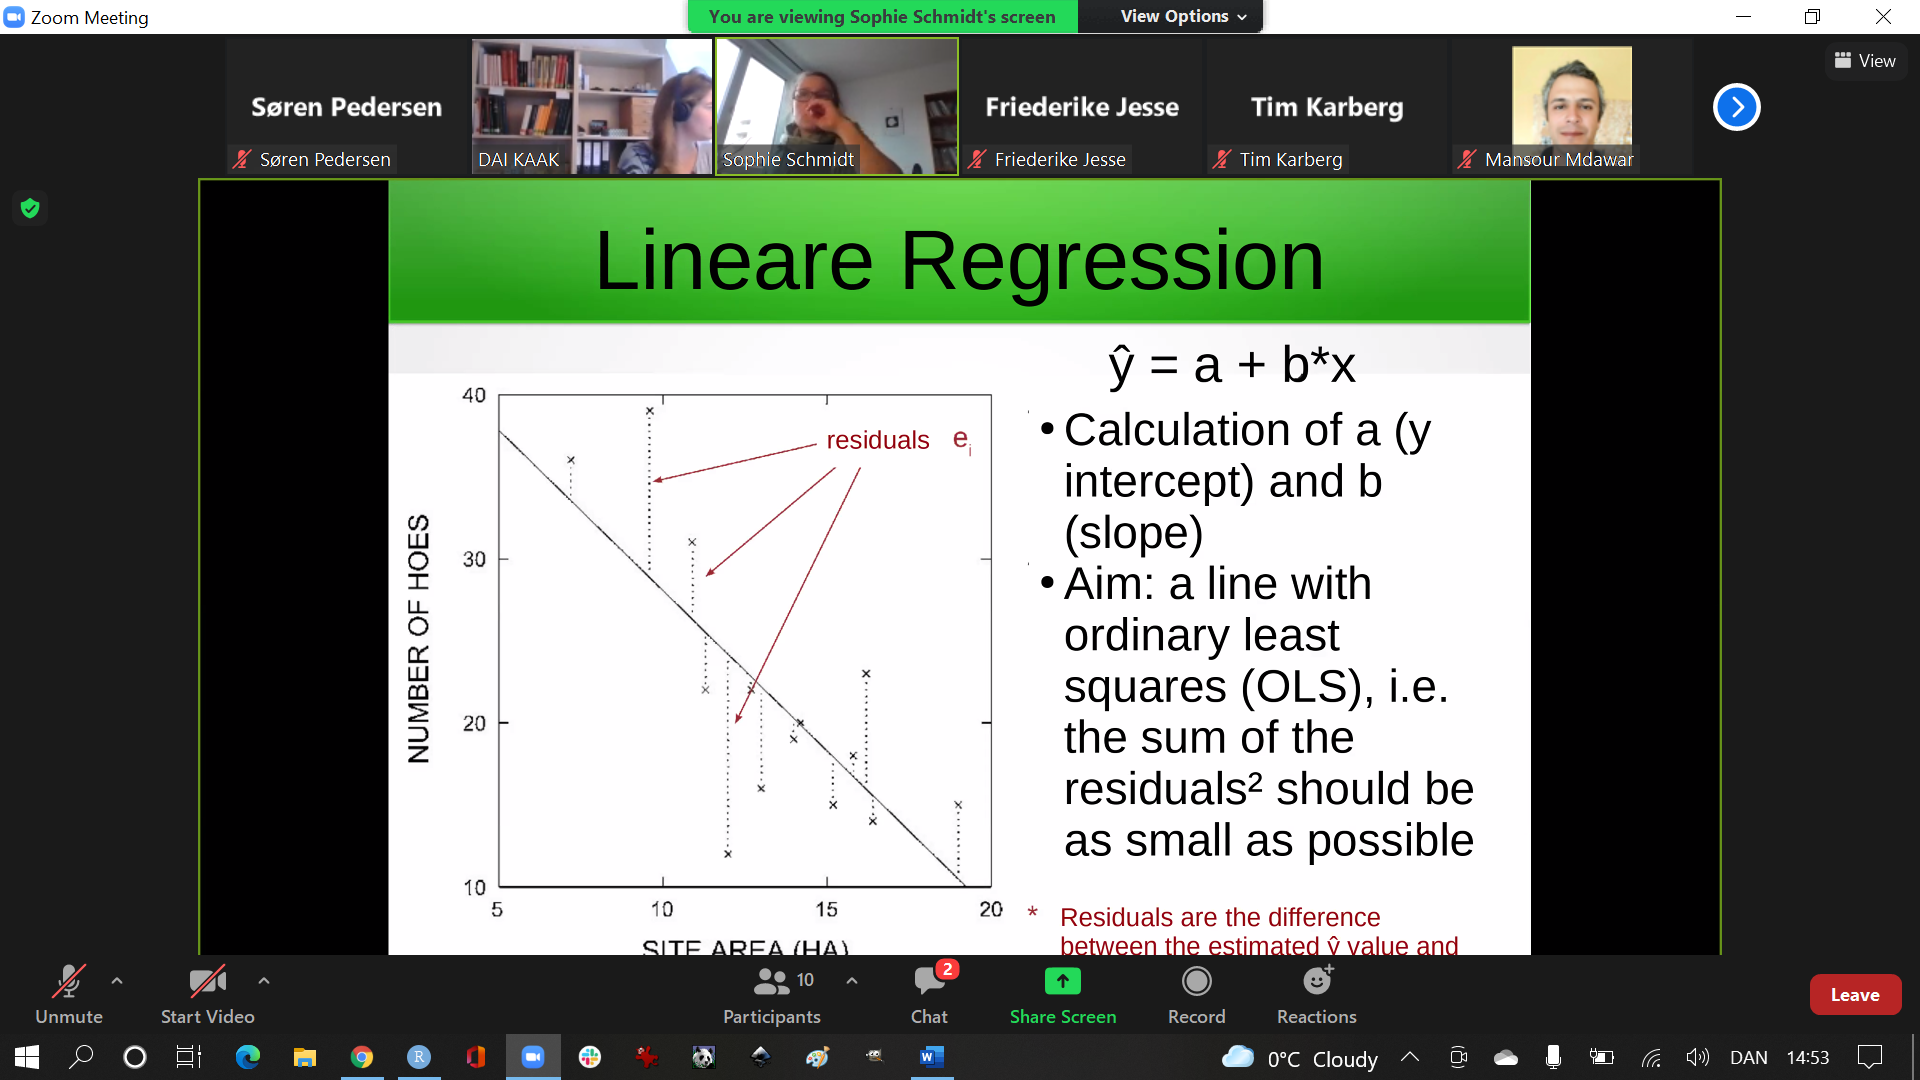 Zoom Meeting
You are viewing Sophie Schmidt's screen
View Options
View
Søren Pedersen
Friederike Jesse
Tim Karberg
Søren Pedersen
DAI KAAK
Sophie Schmidt
Friederike Jesse
Tim Karberg
Mansour Mdawar
Lineare Regression
ŷ = a + b*x
• Calculation of a (y
intercept) and b
(slope)
• Aim: a line with
ordinary least
squares (OLS), i.e.
the sum of the
residuals² should be
as small as possible
* Residuals are the difference
between the estimated ŷ value and
residuals ei
NUMBER OF HOES
40
30
20
10
5
10
15
20
SITE AREA (HA)
Unmute
Start Video
10
Participants
2
Chat
Share Screen
Record
Reactions
Leave
0°C Cloudy
DAN
14:53